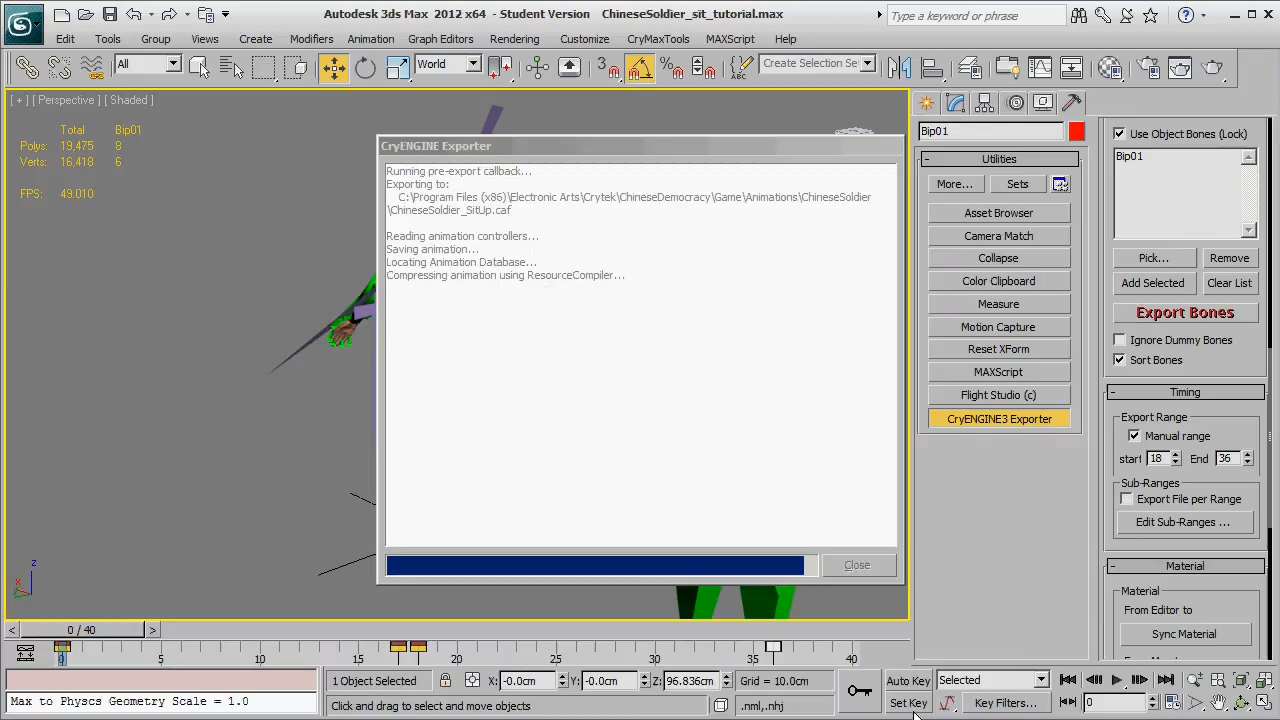 Autodesk 3ds Max 2012 x64 - Student Version ChineseSoldier_sit_tutorial.max
Type a keyword or phrase
Edit Tools Group Views Create Modifiers Animation Graph Editors Rendering Customize CryMaxTools MAXScript Help
All
World
3
Create Selection Se
[ + ] [ Perspective ] [ Shaded ]
Total Bip01
Polys: 19,475 8
Verts: 16,418 6
FPS: 49.010
CryENGINE Exporter
Running pre-export callback...
Exporting to:
C:\Program Files (x86)\Electronic Arts\Crytek\ChineseDemocracy\Game\Animations\ChineseSoldier
\ChineseSoldier_SitUp.caf
Reading animation controllers...
Saving animation...
Locating Animation Database...
Compressing animation using ResourceCompiler...
Close
Bip01
- Utilities
More... Sets
Asset Browser
Camera Match
Collapse
Color Clipboard
Measure
Motion Capture
Reset XForm
MAXScript
Flight Studio (c)
CryENGINE3 Exporter
Use Object Bones (Lock)
Bip01
Pick... Remove
Add Selected Clear List
Export Bones
Ignore Dummy Bones
Sort Bones
- Timing
Export Range
Manual range
start 18 End 36
Sub-Ranges
Export File per Range
Edit Sub-Ranges ...
- Material
Material
From Editor to
Sync Material
z
x
< 0 / 40 >
0 5 10 15 20 25 30 35 40
1 Object Selected X: -0.0cm Y: -0.0cm Z: 96.836cm Grid = 10.0cm Auto Key Selected
Max to Physcs Geometry Scale = 1.0 Click and drag to select and move objects .nml,.nhj Set Key Key Filters... 0